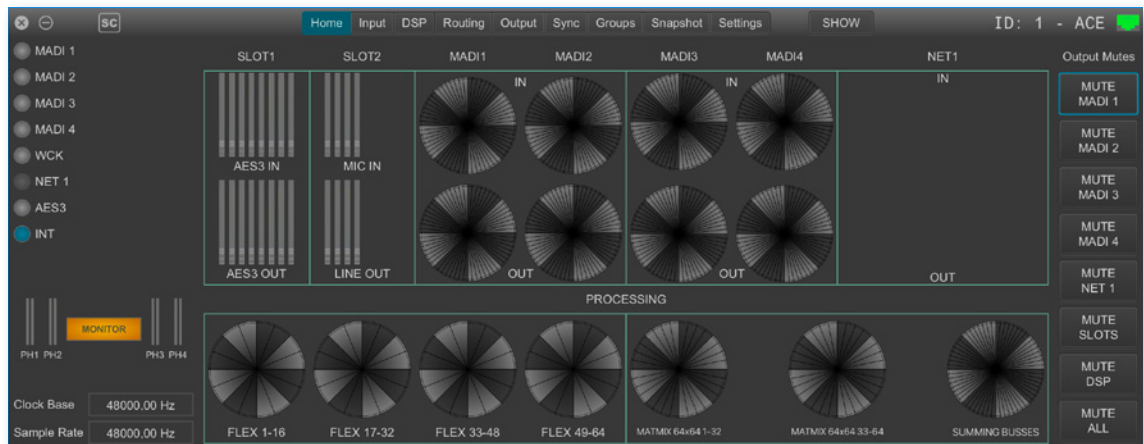 SC
Home Input DSP Routing Output Sync Groups Snapshot Settings SHOW
ID: 1 - ACE
MADI 1
MADI 2
MADI 3
MADI 4
WCK
NET 1
AES3
INT
SLOT1 SLOT2 MADI1 MADI2 MADI3 MADI4 NET1
IN IN IN
AES3 IN MIC IN
AES3 OUT LINE OUT OUT OUT OUT
PROCESSING
MONITOR
PH1 PH2 PH3 PH4
Clock Base 48000.00 Hz
Sample Rate 48000.00 Hz
FLEX 1-16 FLEX 17-32 FLEX 33-48 FLEX 49-64 MATMIX 64x64 1-32 MATMIX 64x64 33-64 SUMMING BUSSES
Output Mutes
MUTE
MADI 1
MUTE
MADI 2
MUTE
MADI 3
MUTE
MADI 4
MUTE
NET 1
MUTE
SLOTS
MUTE
DSP
MUTE
ALL